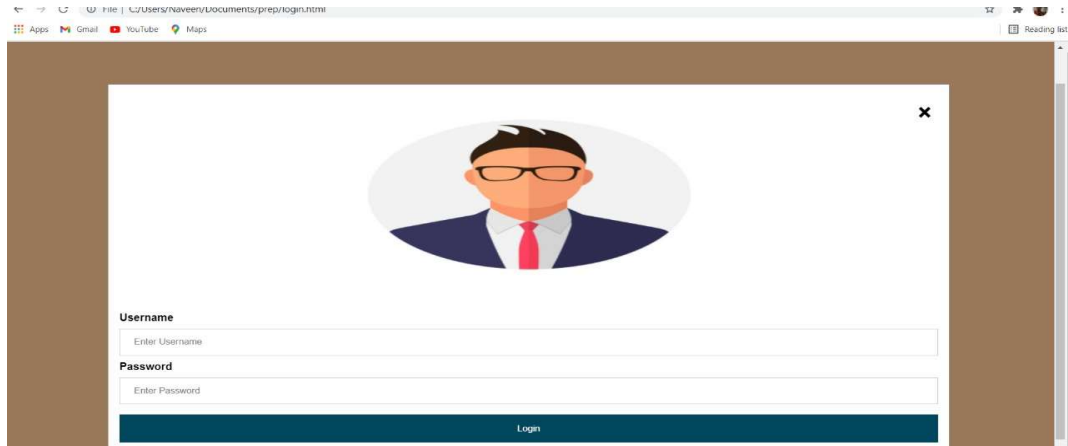 File | C:/Users/Naveen/Documents/prep/login.html
Apps Gmail YouTube Maps Reading list
Username
Enter Username
Password
Enter Password
Login